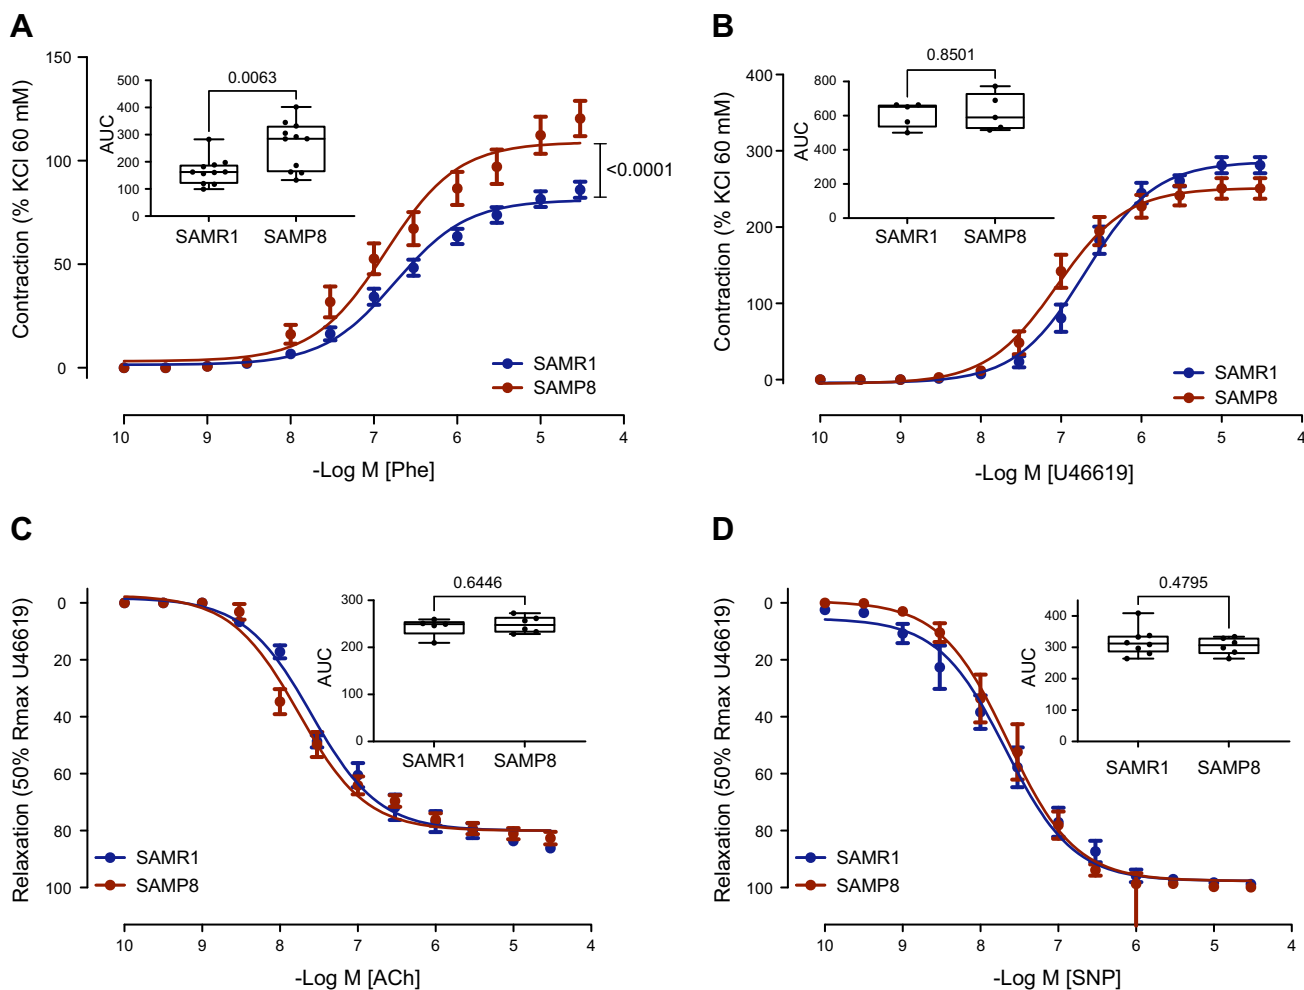 A
Contraction (% KCl 60 mM)
150
100
50
0
10 9 8 7 6 5 4
-Log M [Phe]
AUC
500
400
300
200
100
0
0.0063
SAMR1 SAMP8
<0.0001
SAMR1
SAMP8
B
Contraction (% KCl 60 mM)
400
300
200
100
0
10 9 8 7 6 5 4
-Log M [U46619]
AUC
800
600
400
200
0
0.8501
SAMR1 SAMP8
SAMR1
SAMP8
C
Relaxation (50% Rmax U46619)
0
20
40
60
80
100
10 9 8 7 6 5 4
-Log M [ACh]
AUC
300
200
100
0
0.6446
SAMR1 SAMP8
SAMR1
SAMP8
D
Relaxation (50% Rmax U46619)
0
20
40
60
80
100
10 9 8 7 6 5 4
-Log M [SNP]
AUC
400
300
200
100
0
0.4795
SAMR1 SAMP8
SAMR1
SAMP8